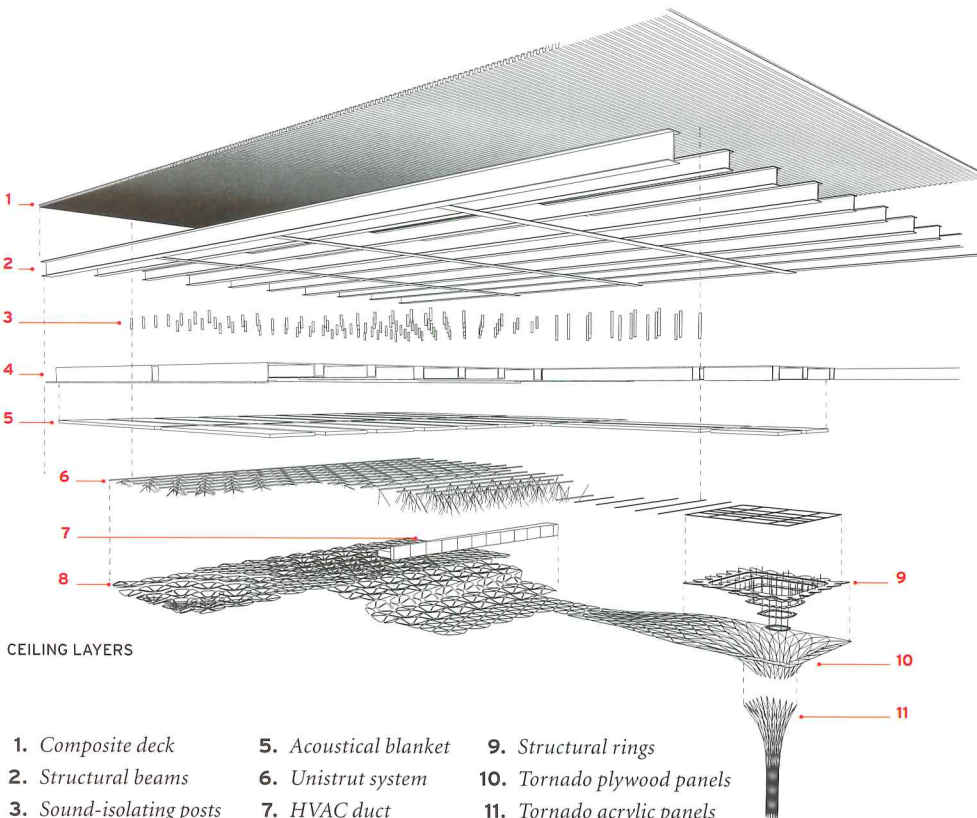 1
2
3
4
5
6
7
8
9
10
11
CEILING LAYERS
1. Composite deck
2. Structural beams
3. Sound-isolating posts
5. Acoustical blanket
6. Unistrut system
7. HVAC duct
9. Structural rings
10. Tornado plywood panels
11. Tornado acrylic panels